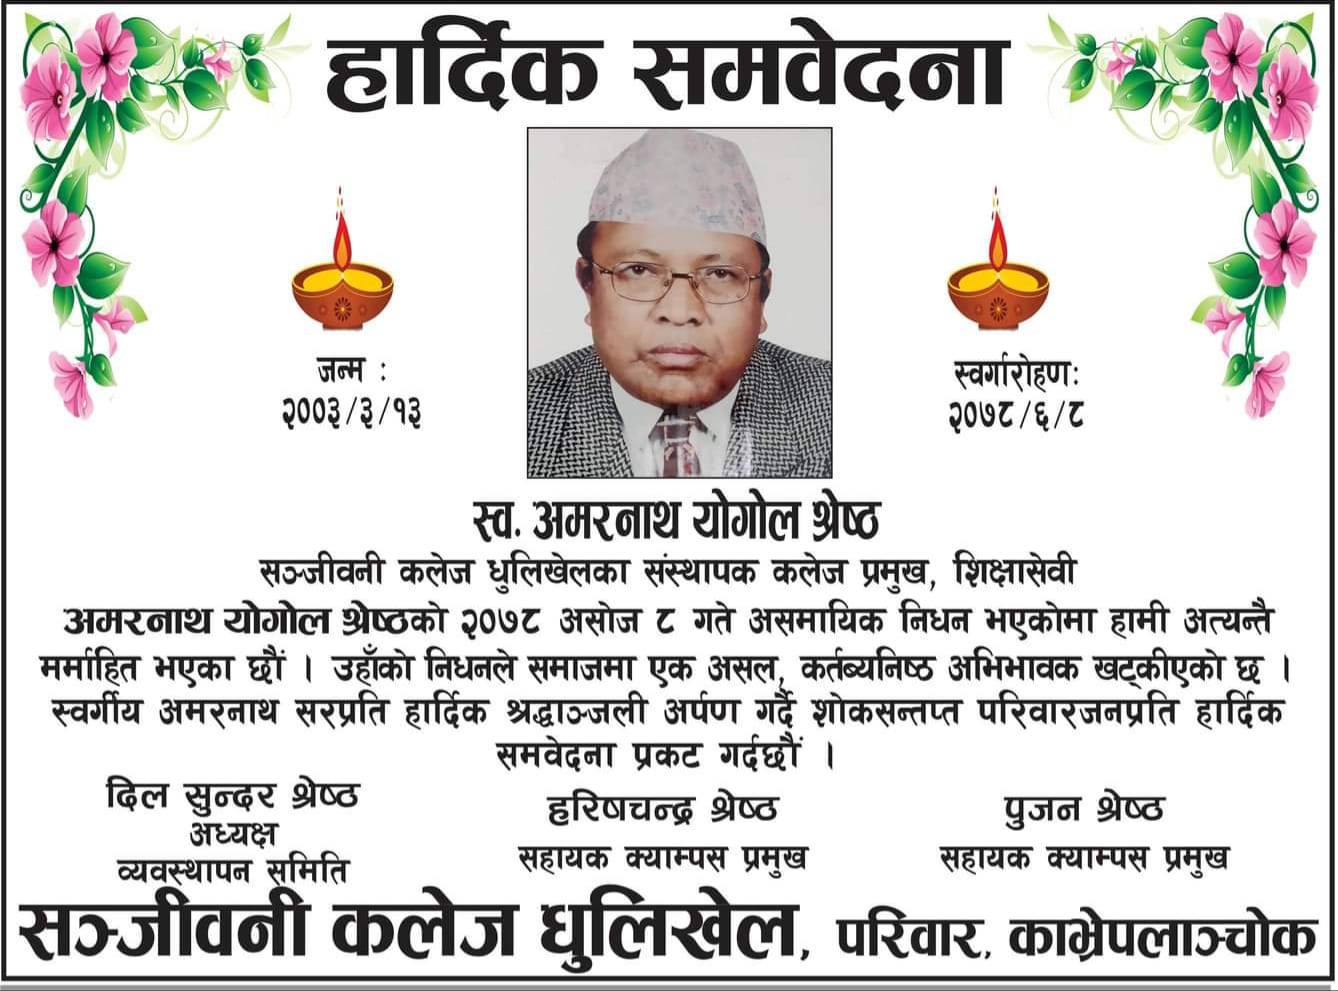 हार्दिक समवेदना
जन्म :
२००३/३/१३
स्वर्गारोहण:
२०७८/६/८
स्व. अमरनाथ योगोल श्रेष्ठ
सञ्जीवनी कलेज धुलिखेलका संस्थापक कलेज प्रमुख, शिक्षासेवी
अमरनाथ योगोल श्रेष्ठको २०७८ असोज ८ गते असमायिक निधन भएकोमा हामी अत्यन्तै
मर्माहित भएका छौं । उहाँको निधनले समाजमा एक असल, कर्तब्यनिष्ठ अभिभावक खट्कीएको छ ।
स्वर्गीय अमरनाथ सरप्रति हार्दिक श्रद्धाञ्जली अर्पण गर्दै शोकसन्तप्त परिवारजनप्रति हार्दिक
समवेदना प्रकट गर्दछौं ।
दिल सुन्दर श्रेष्ठ
अध्यक्ष
व्यवस्थापन समिति
हरिषचन्द्र श्रेष्ठ
सहायक क्याम्पस प्रमुख
पुजन श्रेष्ठ
सहायक क्याम्पस प्रमुख
सञ्जीवनी कलेज धुलिखेल, परिवार, काभ्रेपलाञ्चोक